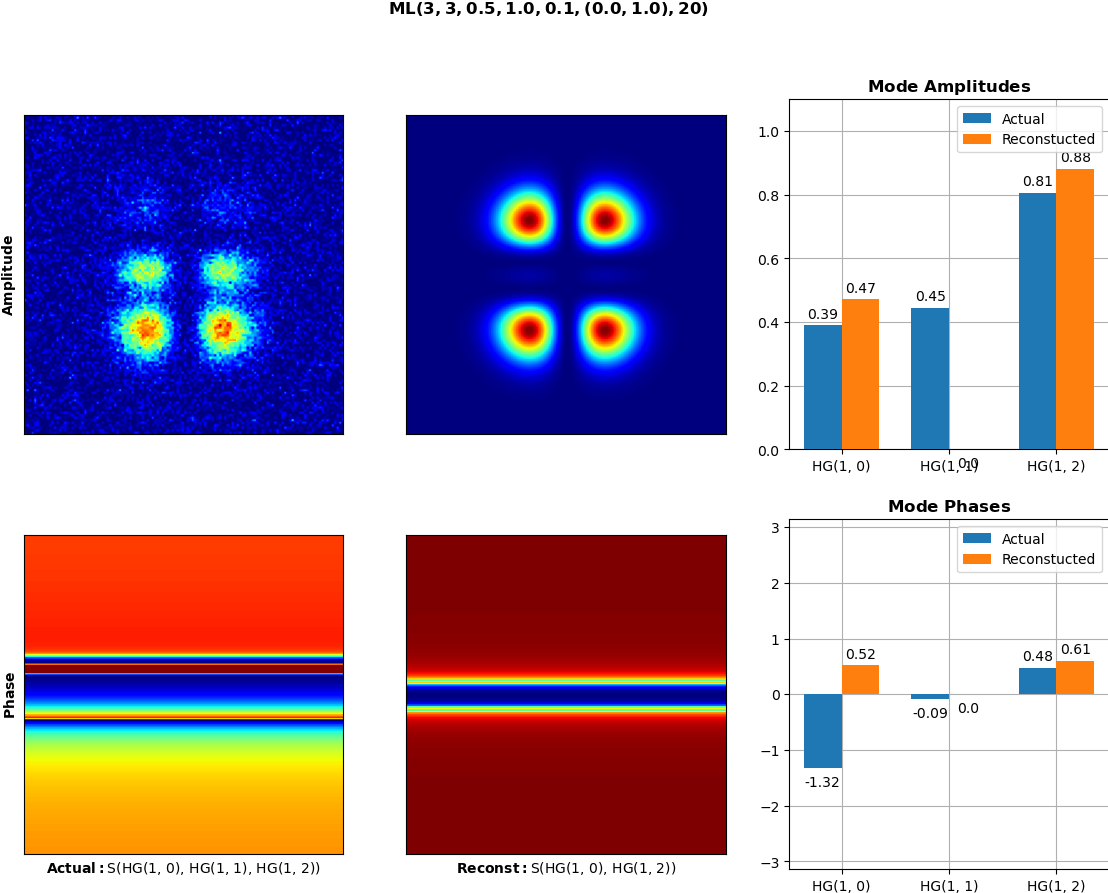 ML(3, 3, 0.5, 1.0, 0.1, (0.0, 1.0), 20)
Amplitude
Mode Amplitudes
Actual
Reconstucted
1.0
0.8
0.6
0.4
0.2
0.0
0.39
0.47
0.45
0.0
0.81
0.88
HG(1, 0)
HG(1, 1)
HG(1, 2)
Phase
Actual: S(HG(1, 0), HG(1, 1), HG(1, 2))
Reconst: S(HG(1, 0), HG(1, 2))
Mode Phases
Actual
Reconstucted
3
2
1
0
−1
−2
−3
-1.32
0.52
-0.09
0.0
0.48
0.61
HG(1, 0)
HG(1, 1)
HG(1, 2)